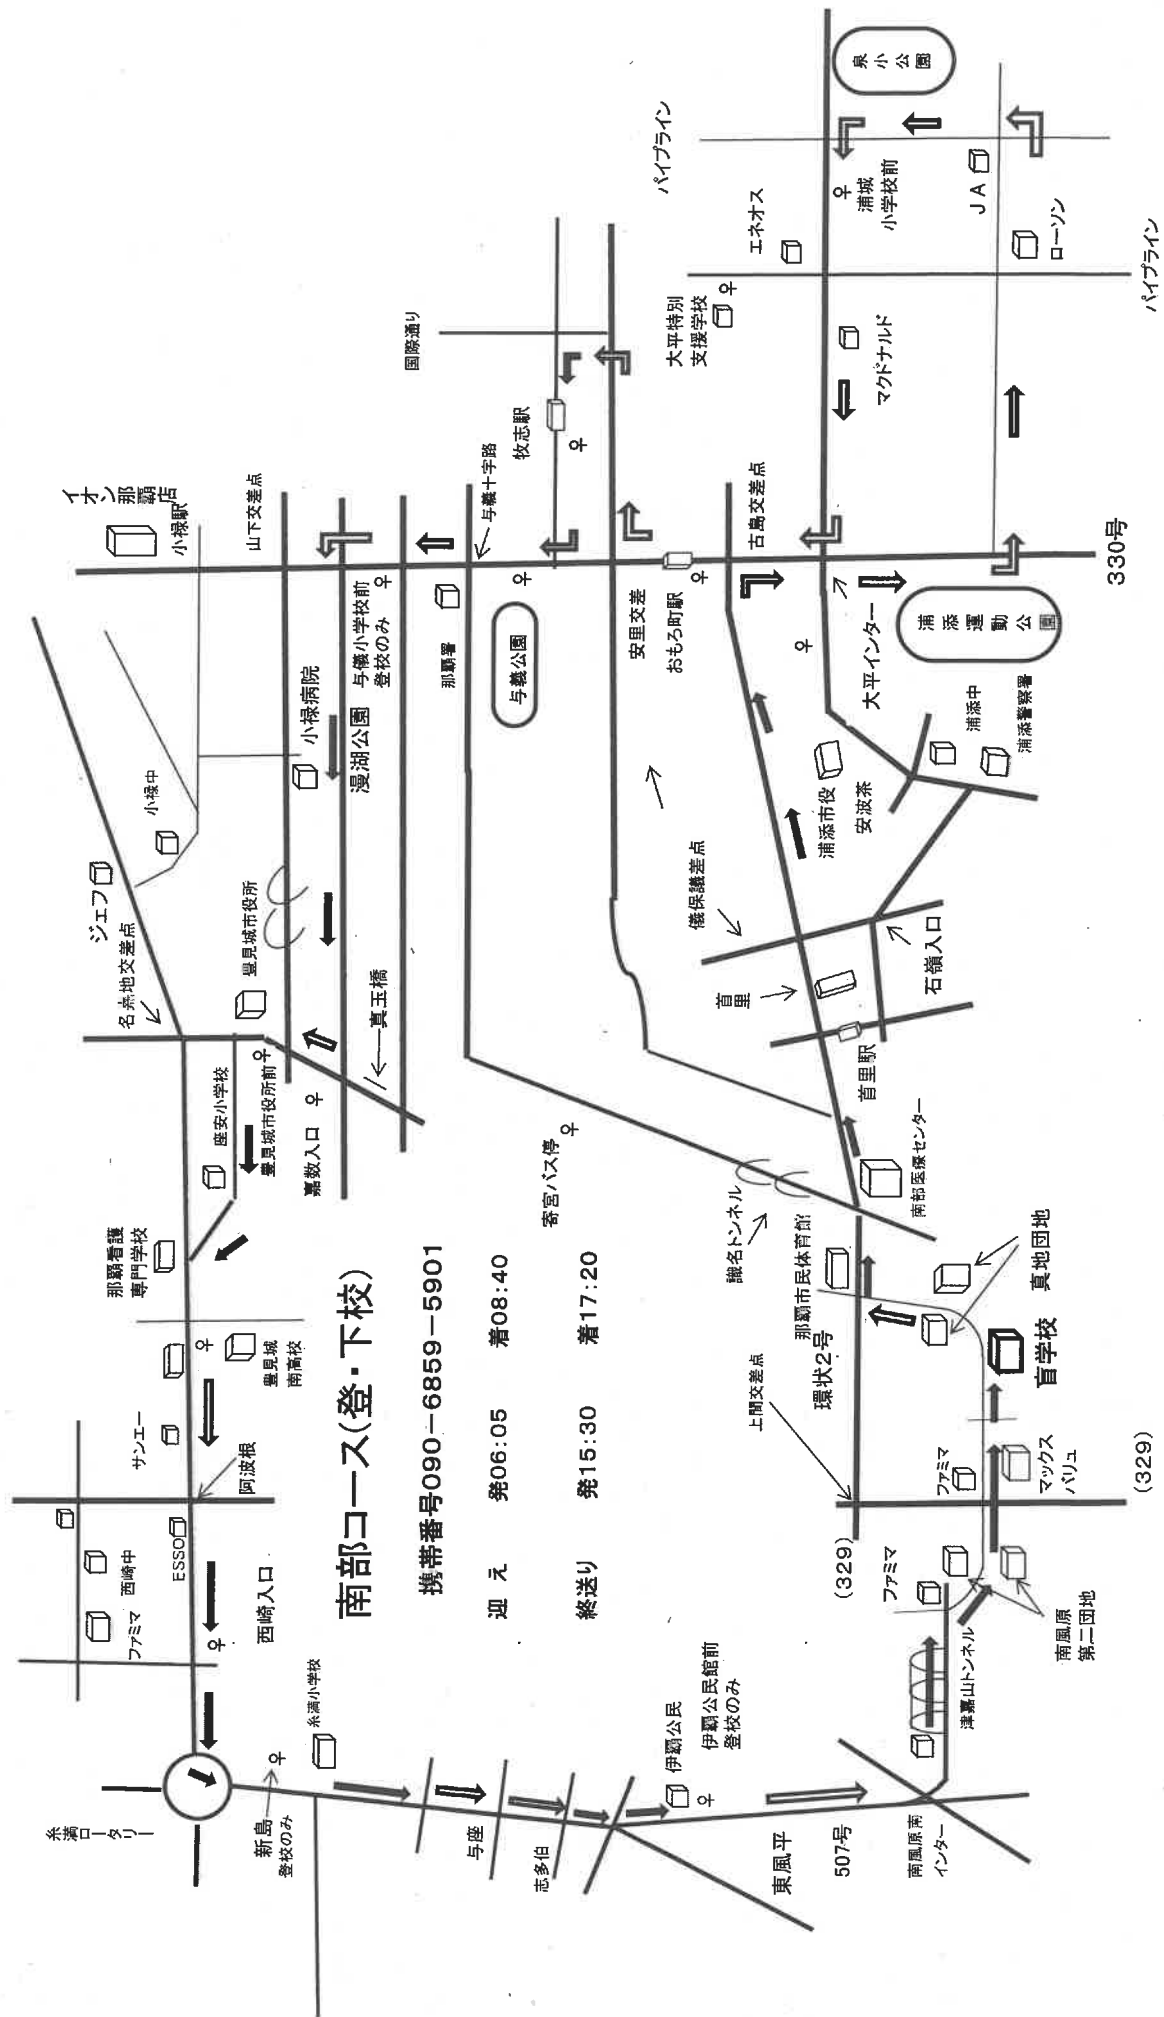 南部コース(登・下校)
携帯番号090－6859－5901
迎 え 発06:05 着08:40
終送り 発15:30 着17:20
糸満ロータリー
新島
登校のみ
糸満小学校
与座
志多伯
伊覇公民
伊覇公民館前
登校のみ
東風平
507号
南風原南
インター
津嘉山トンネル
ファミマ
南風原
第二団地
(329)
(329)
ファミマ
マックス
バリュ
盲学校
真地団地
上間交差点
環状2号
那覇市民体育館
識名トンネル
南部医療センター
寄宮バス停
首里駅
首里
石嶺入口
儀保議差点
浦添市役
安波茶
浦添中
浦添警察署
大平インター
浦添運動公園
330号
古島交差点
おもろ町駅
安里交差
与義公園
那覇署
与義十字路
牧志駅
国際通り
大平特別
支援学校
エネオス
マクドナルド
パイプライン
パイプライン
ローソン
JA
浦城
小学校前
泉小公園
ファミマ
西崎中
ESSO
西崎入口
サンエー
阿波根
豊見城
南高校
那覇看護
専門学校
座安小学校
豊見城市役所前
嘉数入口
真玉橋
名嘉地交差点
豊見城市役所
ジェフ
小禄中
小禄病院
漫湖公園
与儀小学校前
登校のみ
山下交差点
小禄駅
イオン那覇店